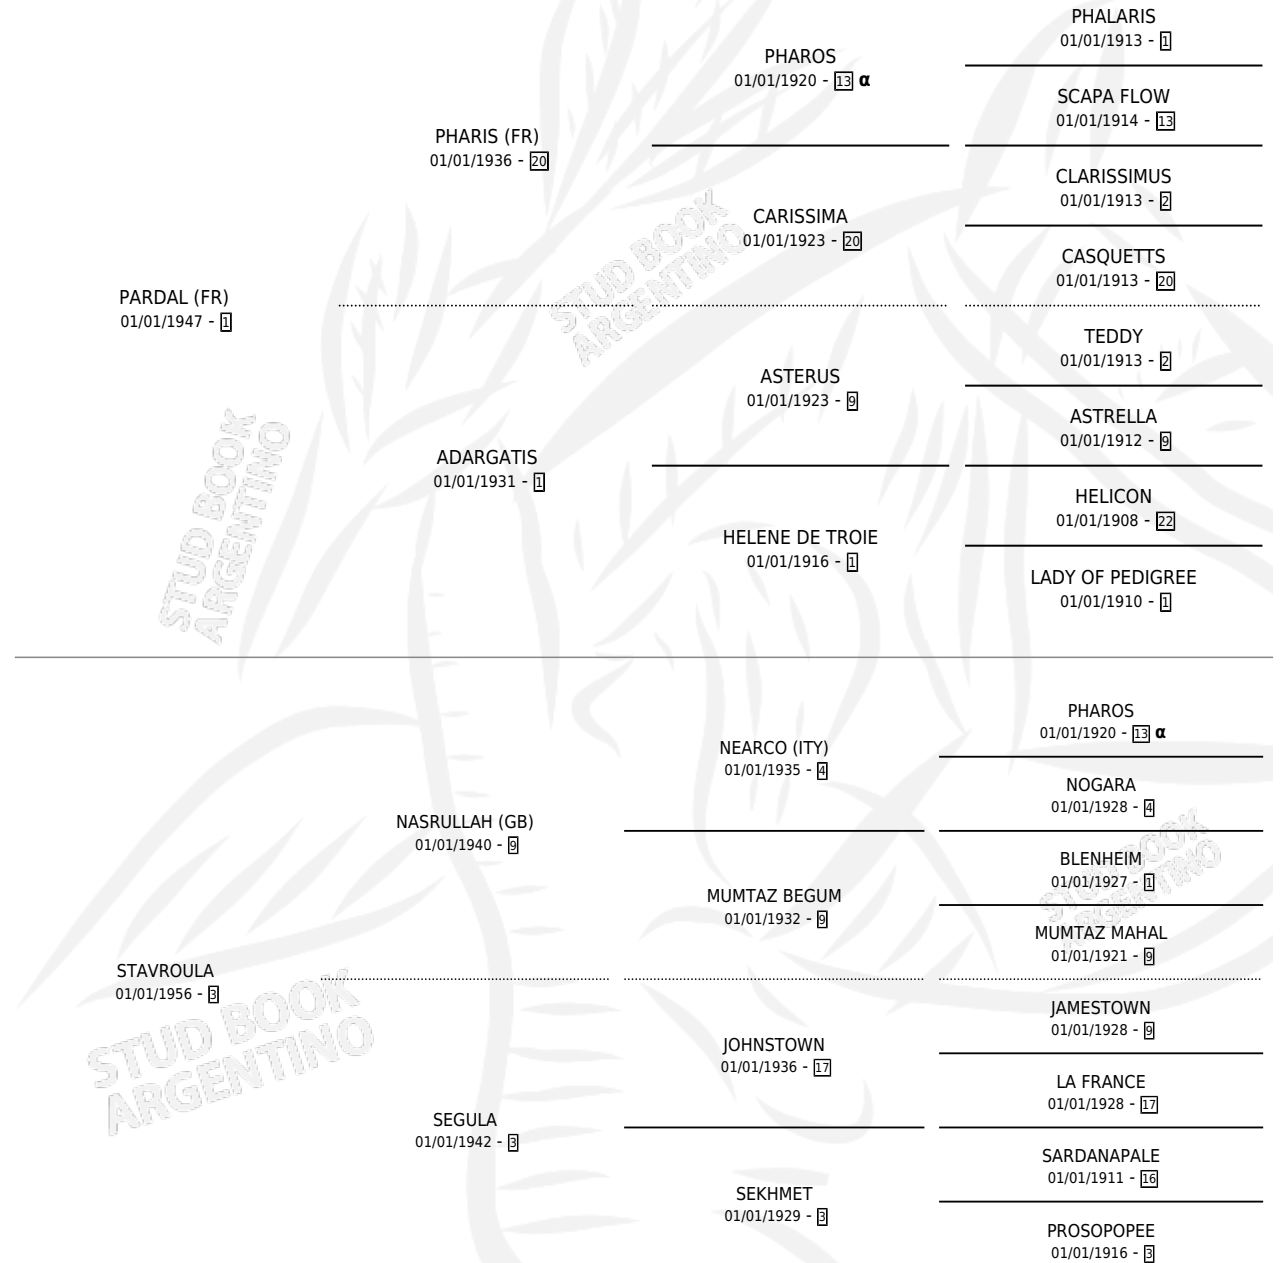 PHALARIS
01/01/1913 - 1
PHAROS
01/01/1920 - 13 α
SCAPA FLOW
01/01/1914 - 13
PHARIS (FR)
01/01/1936 - 20
CLARISSIMUS
01/01/1913 - 2
CARISSIMA
01/01/1923 - 20
CASQUETTS
01/01/1913 - 20
PARDAL (FR)
01/01/1947 - 1
TEDDY
01/01/1913 - 2
ASTERUS
01/01/1923 - 9
ASTRELLA
01/01/1912 - 9
ADARGATIS
01/01/1931 - 1
HELICON
01/01/1908 - 22
HELENE DE TROIE
01/01/1916 - 1
LADY OF PEDIGREE
01/01/1910 - 1
PHAROS
01/01/1920 - 13 α
NEARCO (ITY)
01/01/1935 - 4
NOGARA
01/01/1928 - 4
NASRULLAH (GB)
01/01/1940 - 9
BLENHEIM
01/01/1927 - 1
MUMTAZ BEGUM
01/01/1932 - 9
MUMTAZ MAHAL
01/01/1921 - 9
STAVROULA
01/01/1956 - 3
JAMESTOWN
01/01/1928 - 9
JOHNSTOWN
01/01/1936 - 17
LA FRANCE
01/01/1928 - 17
SEGULA
01/01/1942 - 3
SARDANAPALE
01/01/1911 - 16
SEKHMET
01/01/1929 - 3
PROSOPOPEE
01/01/1916 - 3
STUD BOOK
ARGENTINO
STUD BOOK
ARGENTINO
STUD BOOK
ARGENTINO
STUD BOOK
ARGENTINO